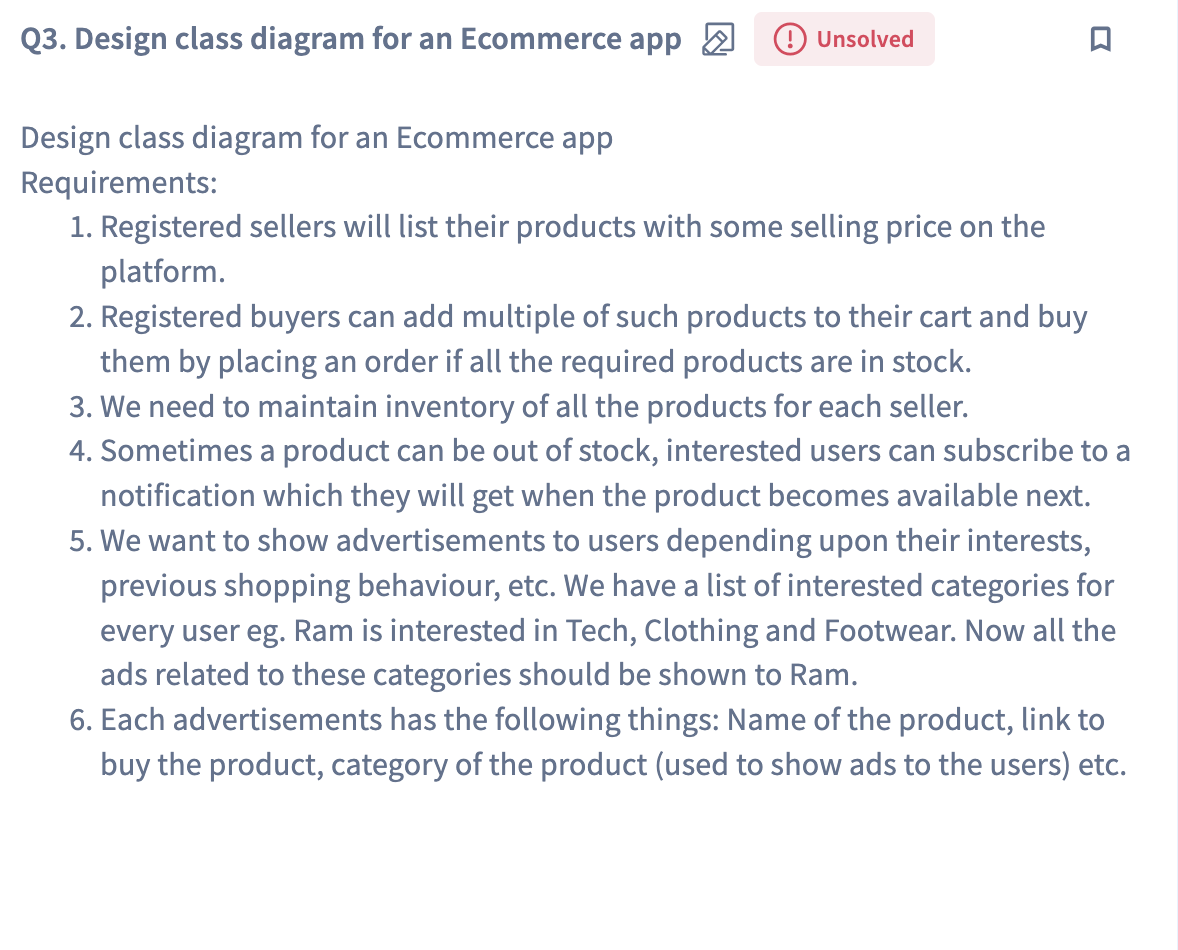 Q3. Design class diagram for an Ecommerce app Unsolved
Design class diagram for an Ecommerce app
Requirements:
1. Registered sellers will list their products with some selling price on the
platform.
2. Registered buyers can add multiple of such products to their cart and buy
them by placing an order if all the required products are in stock.
3. We need to maintain inventory of all the products for each seller.
4. Sometimes a product can be out of stock, interested users can subscribe to a
notification which they will get when the product becomes available next.
5. We want to show advertisements to users depending upon their interests,
previous shopping behaviour, etc. We have a list of interested categories for
every user eg. Ram is interested in Tech, Clothing and Footwear. Now all the
ads related to these categories should be shown to Ram.
6. Each advertisements has the following things: Name of the product, link to
buy the product, category of the product (used to show ads to the users) etc.